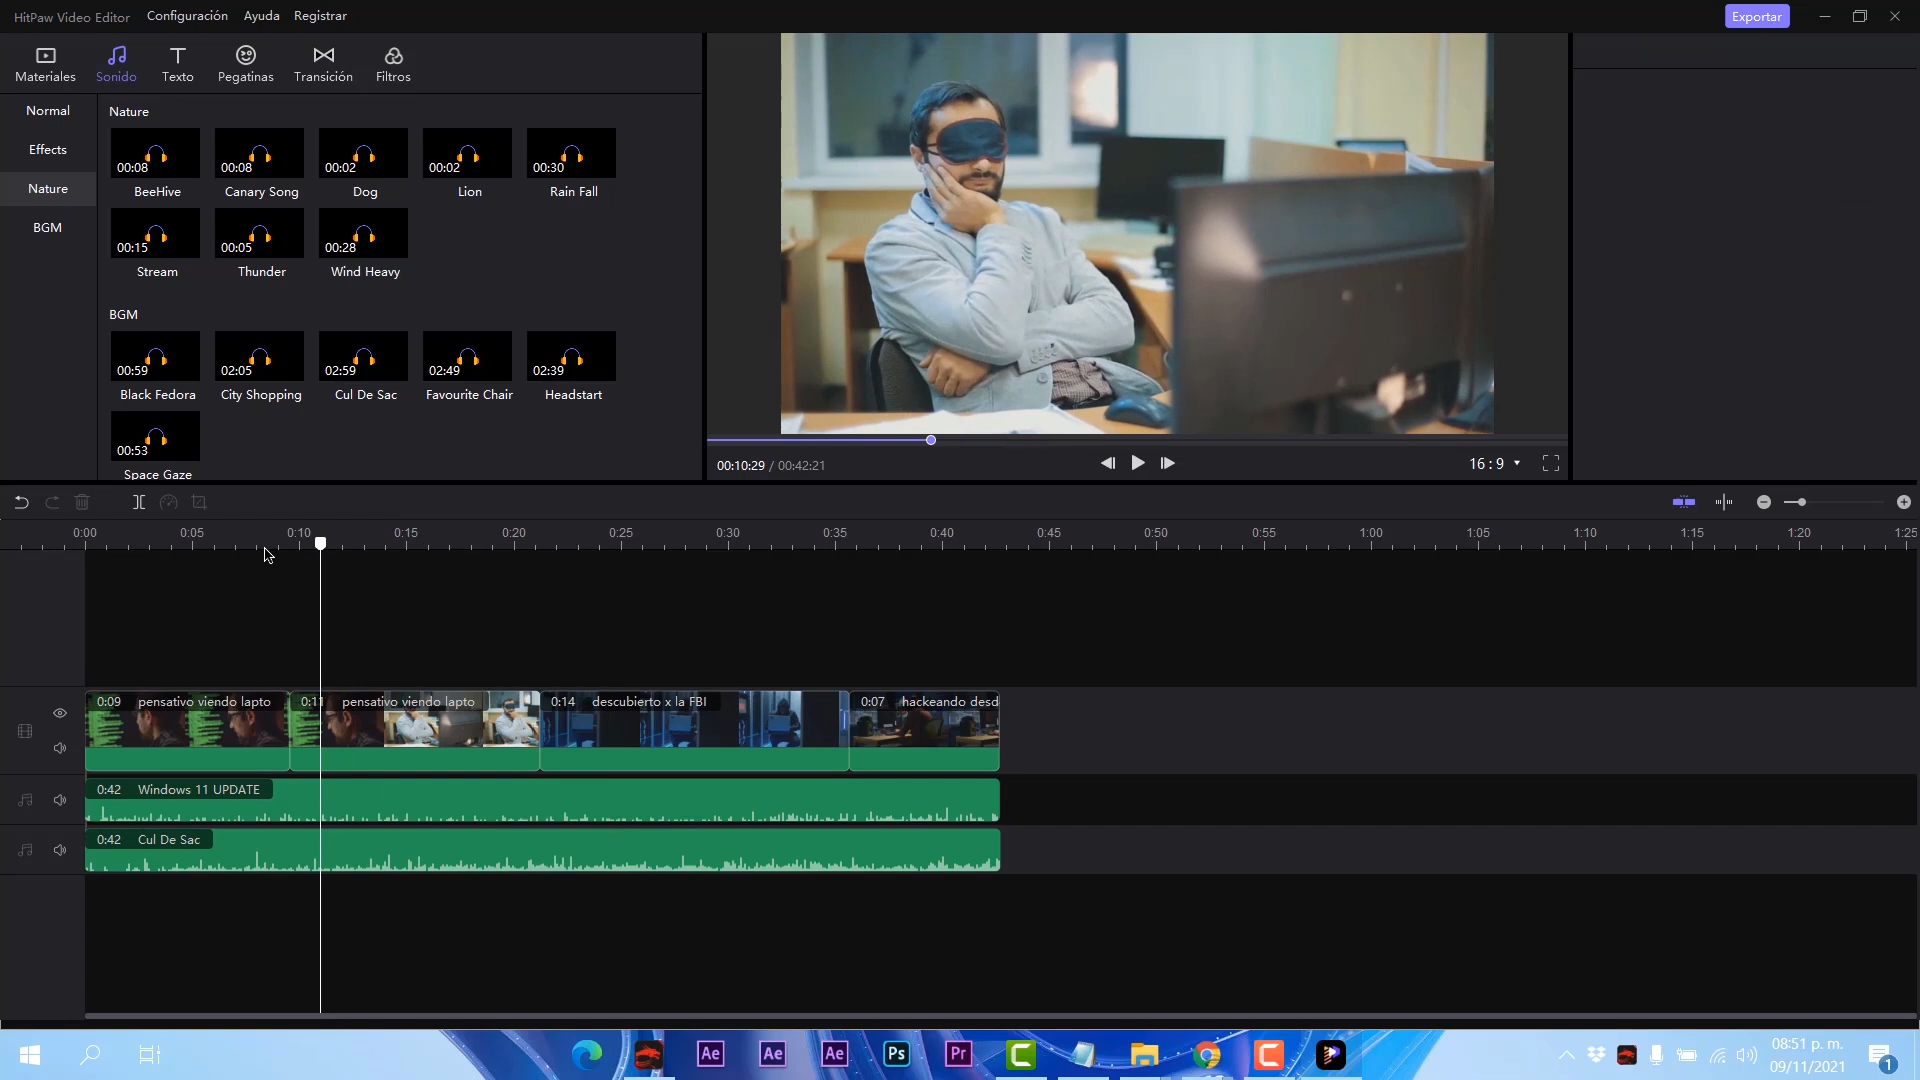 HitPaw Video Editor Configuración Ayuda Registrar Exportar
Materiales Sonido Texto Pegatinas Transición Filtros
Normal
Effects
Nature
BGM
Nature
00:08 00:08 00:02 00:02 00:30
BeeHive Canary Song Dog Lion Rain Fall
00:15 00:05 00:28
Stream Thunder Wind Heavy
BGM
00:59 02:05 02:59 02:49 02:39
Black Fedora City Shopping Cul De Sac Favourite Chair Headstart
00:53
Space Gaze
00:10:29 / 00:42:21 16:9
0:00 0:05 0:10 0:15 0:20 0:25 0:30 0:35 0:40 0:45 0:50 0:55 1:00 1:05 1:10 1:15 1:20 1:25
0:09 pensativo viendo lapto 0:11 pensativo viendo lapto 0:14 descubierto x la FBI 0:07 hackeando desd
0:42 Windows 11 UPDATE
0:42 Cul De Sac
Ae Ae Ae Ps Pr
08:51 p. m.
09/11/2021
1